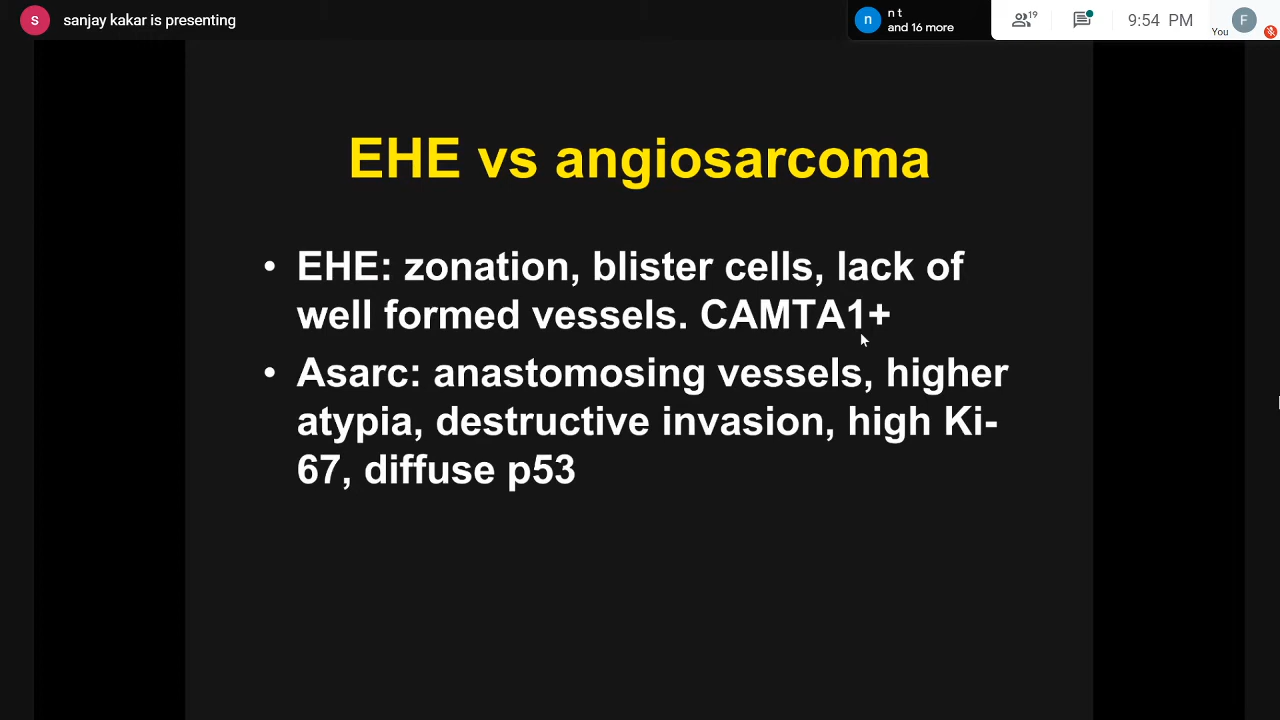 s sanjay kakar is presenting
n n t
and 16 more
19
9:54 PM
You F
EHE vs angiosarcoma
• EHE: zonation, blister cells, lack of
well formed vessels. CAMTA1+
• Asarc: anastomosing vessels, higher
atypia, destructive invasion, high Ki-
67, diffuse p53